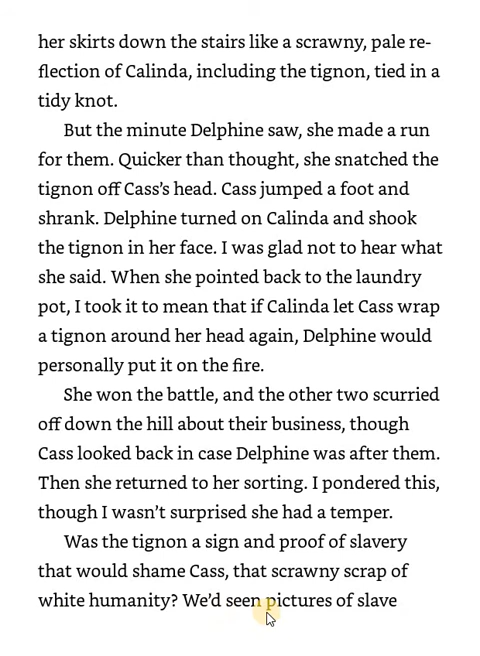 her skirts down the stairs like a scrawny, pale re-
flection of Calinda, including the tignon, tied in a
tidy knot.
But the minute Delphine saw, she made a run
for them. Quicker than thought, she snatched the
tignon off Cass’s head. Cass jumped a foot and
shrank. Delphine turned on Calinda and shook
the tignon in her face. I was glad not to hear what
she said. When she pointed back to the laundry
pot, I took it to mean that if Calinda let Cass wrap
a tignon around her head again, Delphine would
personally put it on the fire.
She won the battle, and the other two scurried
off down the hill about their business, though
Cass looked back in case Delphine was after them.
Then she returned to her sorting. I pondered this,
though I wasn’t surprised she had a temper.
Was the tignon a sign and proof of slavery
that would shame Cass, that scrawny scrap of
white humanity? We’d seen pictures of slave